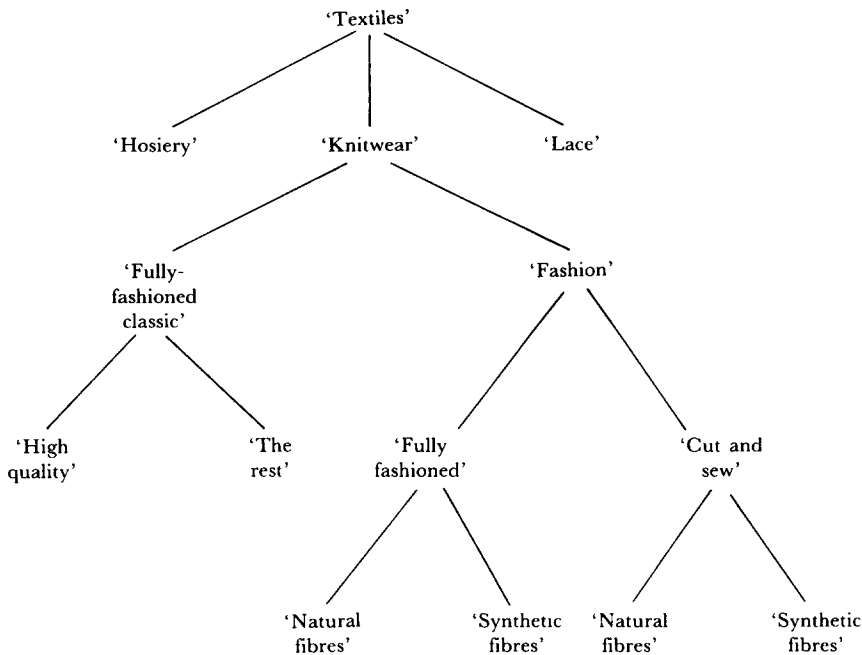 ‘Textiles’
‘Hosiery’ ‘Knitwear’ ‘Lace’
‘Fully-
fashioned
classic’
‘Fashion’
‘High
quality’
‘The
rest’
‘Fully
fashioned’
‘Cut and
sew’
‘Natural
fibres’
‘Synthetic
fibres’
‘Natural
fibres’
‘Synthetic
fibres’